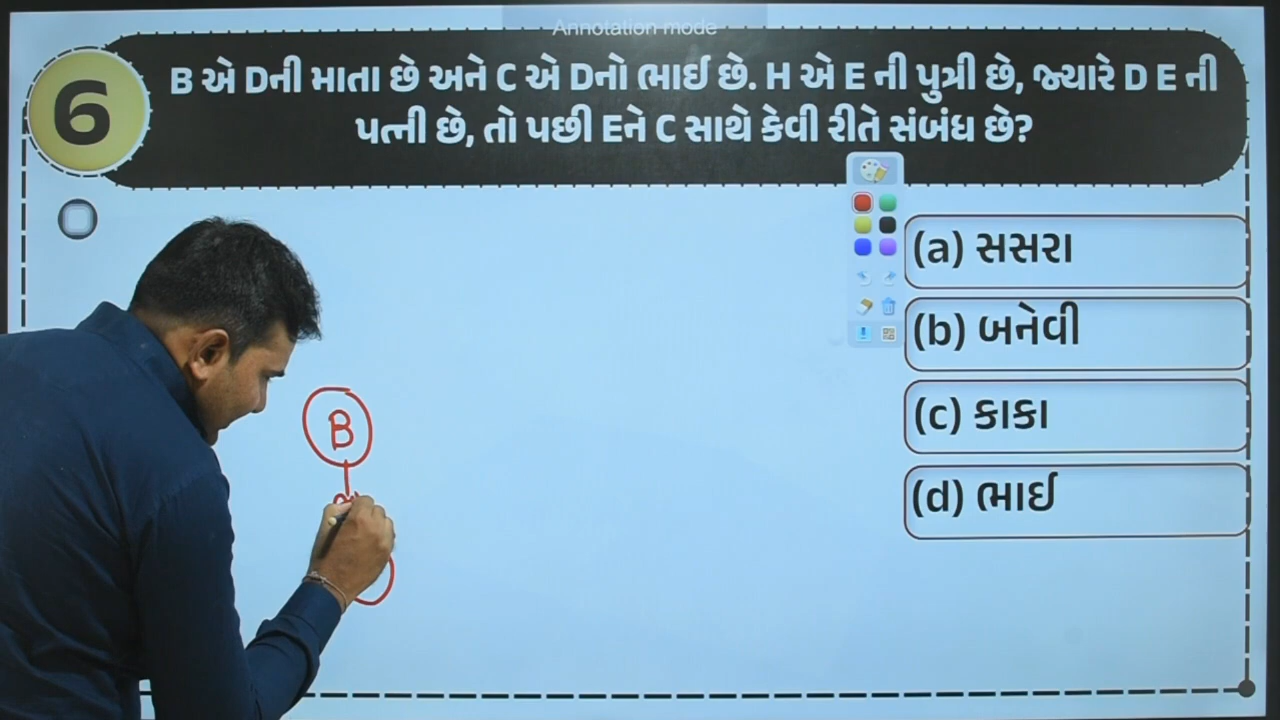 Annotation mode
6
B એ Dની માતા છે અને C એ Dનો ભાઈ છે. H એ E ની પુત્રી છે, જ્યારે D E ની
પત્ની છે, તો પછી Eને C સાથે કેવી રીતે સંબંધ છે?
(a) સસરા
(b) બનેવી
(c) કાકા
(d) ભાઈ
B